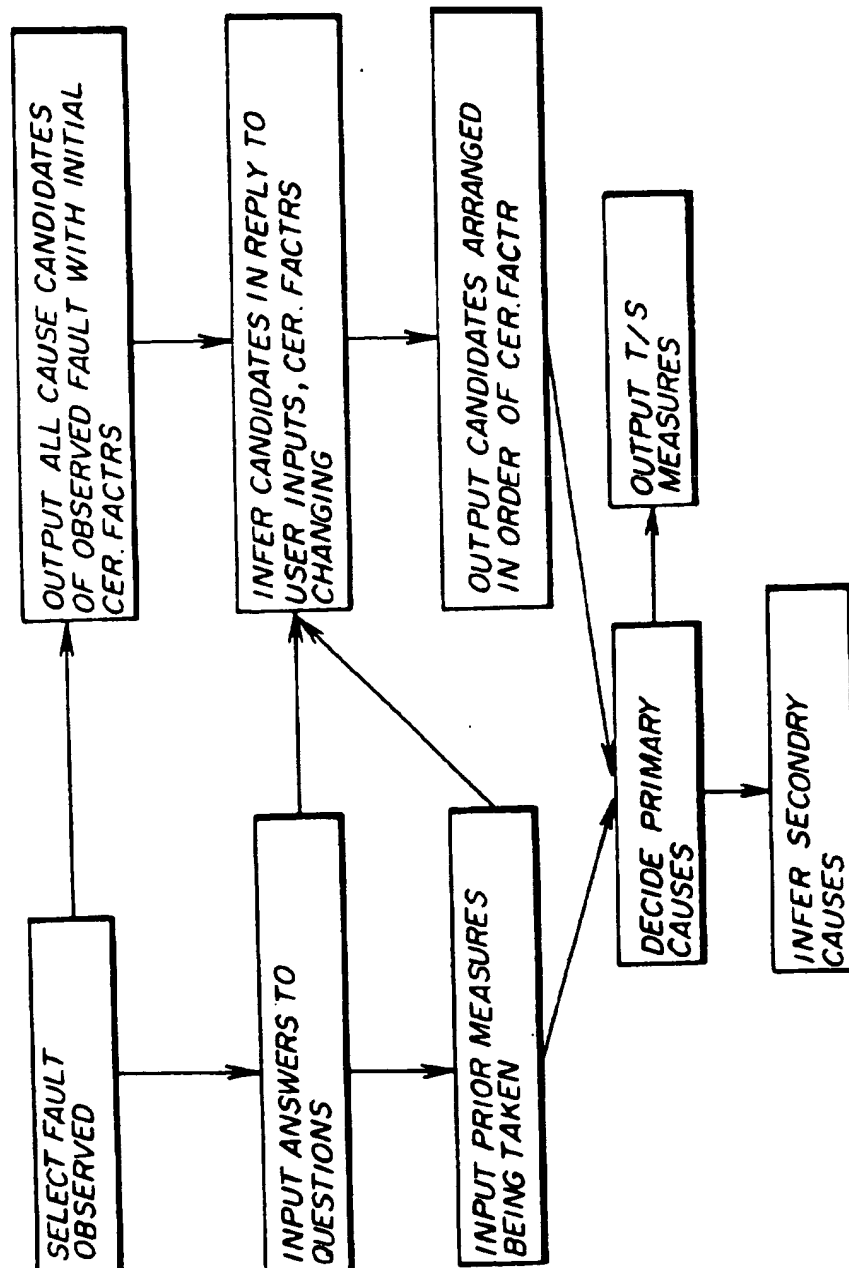 SELECT FAULT
OBSERVED
OUTPUT ALL CAUSE CANDIDATES
OF OBSERVED FAULT WITH INITIAL
CER. FACTRS
INPUT ANSWERS TO
QUESTIONS
INFER CANDIDATES IN REPLY TO
USER INPUTS, CER. FACTRS
CHANGING
INPUT PRIOR MEASURES
BEING TAKEN
OUTPUT CANDIDATES ARRANGED
IN ORDER OF CER.FACTR
DECIDE PRIMARY
CAUSES
OUTPUT T/S
MEASURES
INFER SECONDRY
CAUSES